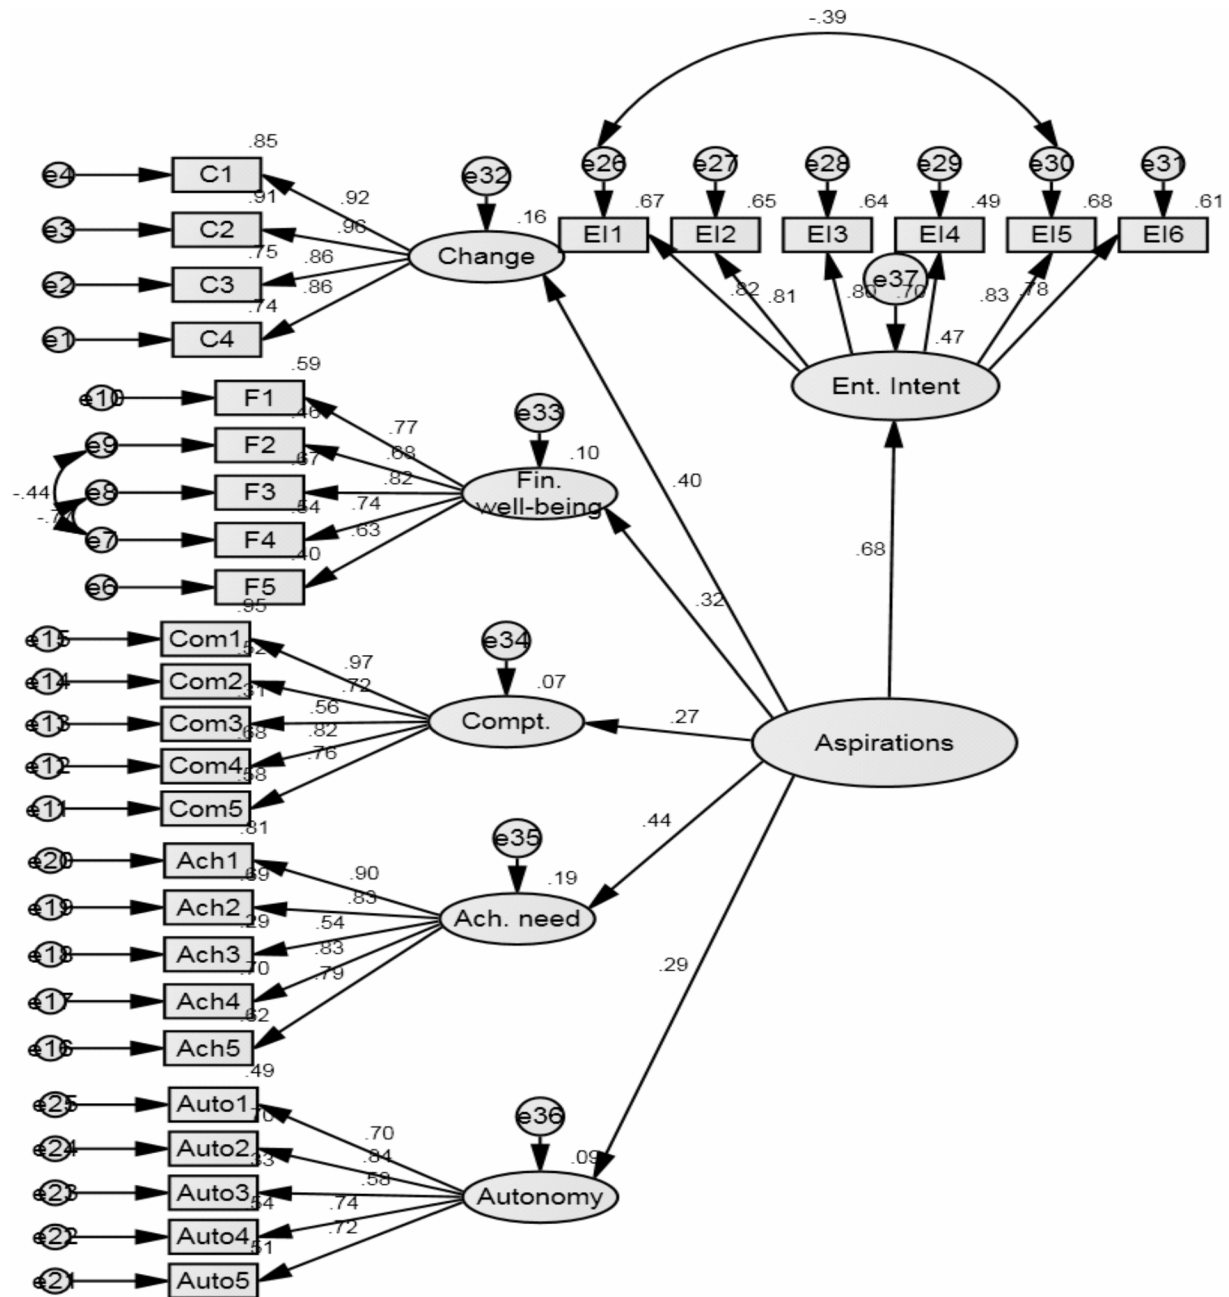 -.39
e26 e27 e28 e29 e30 e31
.67 .65 .64 .49 .68 .61
EI1 EI2 EI3 EI4 EI5 EI6
e37
.82 .81 .80 .70 .83 .78
.47
Ent. Intent
.68
.85
e4 C1
.91
e3 C2
.75
e2 C3
.74
e1 C4
.92
.96
.86
.86
e32
.16
Change
.40
.59
e10 F1
.46
e9 F2
.67
e8 F3
.54
e7 F4
.40
e6 F5
-.44
.77
.68
.82
.74
.63
e33
.10
Fin.
well-being
.32
.95
e15 Com1
.52
e14 Com2
.31
e13 Com3
.68
e12 Com4
.58
e11 Com5
.97
.72
.56
.82
.76
e34
.07
Compt.
.27
Aspirations
.81
e20 Ach1
.69
e19 Ach2
.29
e18 Ach3
.70
e17 Ach4
.62
e16 Ach5
.90
.83
.54
.83
.79
e35
.19
Ach. need
.44
.49
e25 Auto1
.70
e24 Auto2
.33
e23 Auto3
.54
e22 Auto4
.51
e21 Auto5
.70
.84
.58
.74
.72
e36
.09
Autonomy
.29